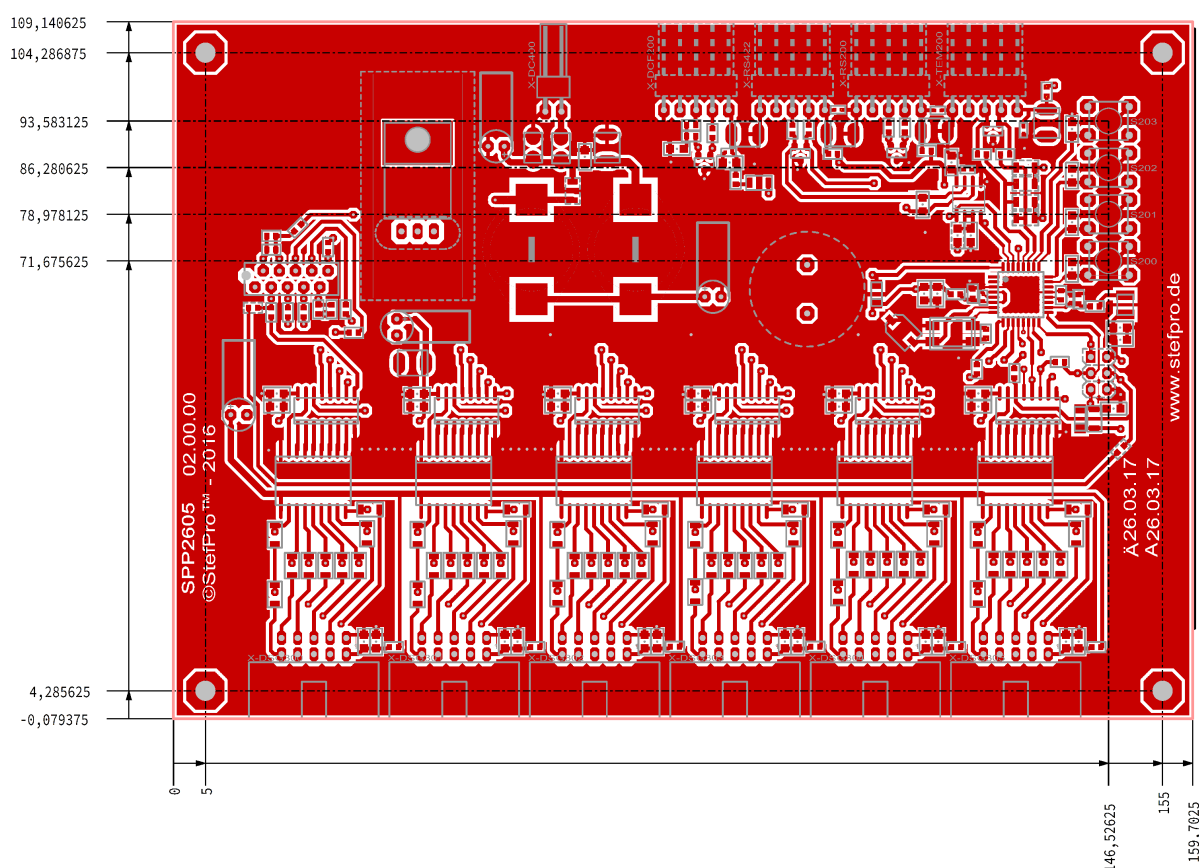 109,140625
104,286875
93,583125
86,280625
78,978125
71,675625
4,285625
-0,079375
X-DC400
X-DCF200
X-RS422
X-RS200
X-TEM200
S203
S202
S201
S200
www.stefpro.de
SPP2605 02.00.00
©StefPro™ - 2016
Ä26.03.17
A26.03.17
0
5
146,52625
155
159,7025